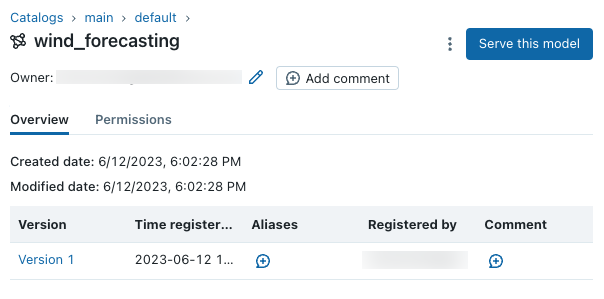 Catalogs > main > default >
wind_forecasting
Serve this model
Owner:
Add comment
Overview Permissions
Created date: 6/12/2023, 6:02:28 PM
Modified date: 6/12/2023, 6:02:28 PM
Version Time register... Aliases Registered by Comment
Version 1 2023-06-12 1...